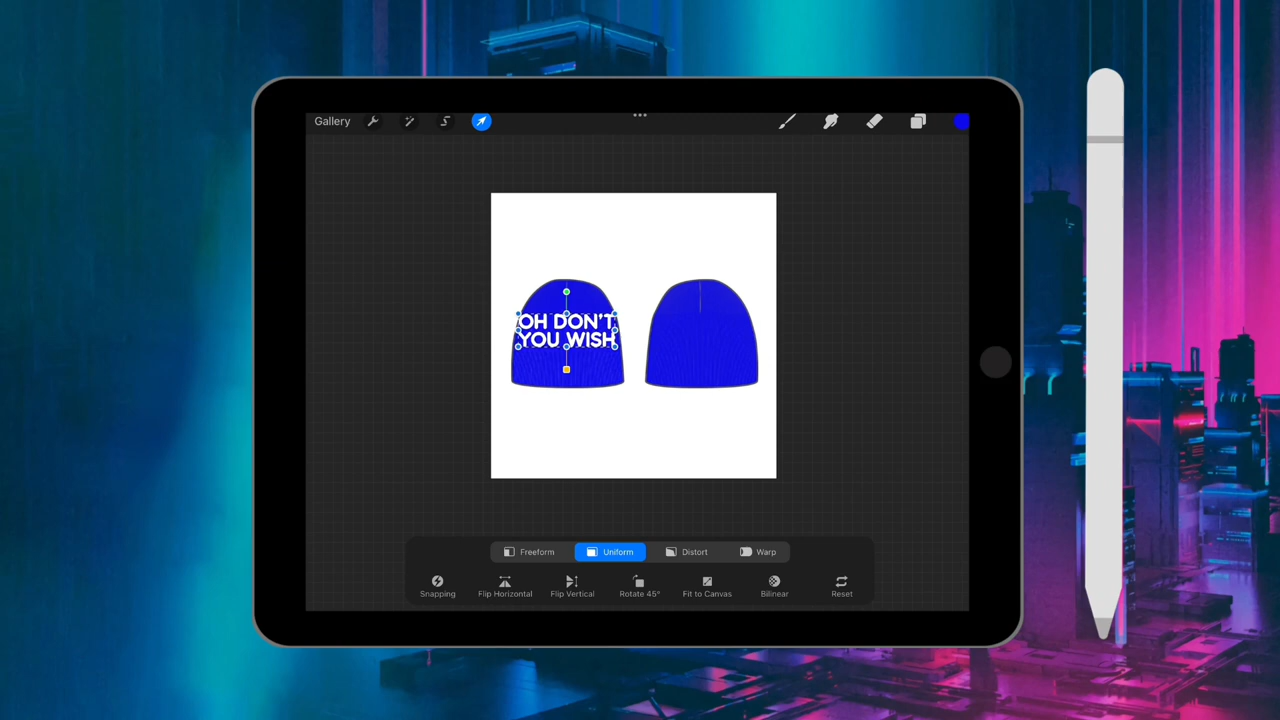 Gallery
OH DON'T
YOU WISH
Freeform Uniform Distort Warp
Snapping Flip Horizontal Flip Vertical Rotate 45° Fit to Canvas Bilinear Reset